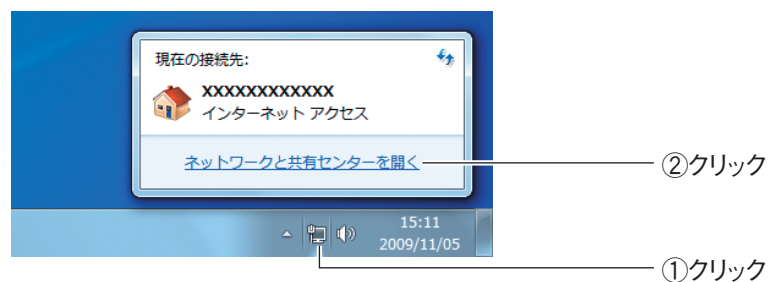 現在の接続先:
XXXXXXXXXXXX
インターネット アクセス
ネットワークと共有センターを開く
②クリック
15:11
2009/11/05
①クリック